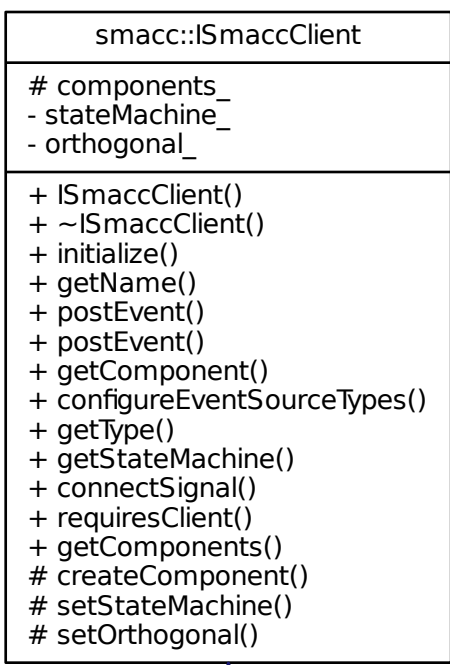 smacc::ISmaccClient
# components_
- stateMachine_
- orthogonal_
+ ISmaccClient()
+ ~ISmaccClient()
+ initialize()
+ getName()
+ postEvent()
+ postEvent()
+ getComponent()
+ configureEventSourceTypes()
+ getType()
+ getStateMachine()
+ connectSignal()
+ requiresClient()
+ getComponents()
# createComponent()
# setStateMachine()
# setOrthogonal()